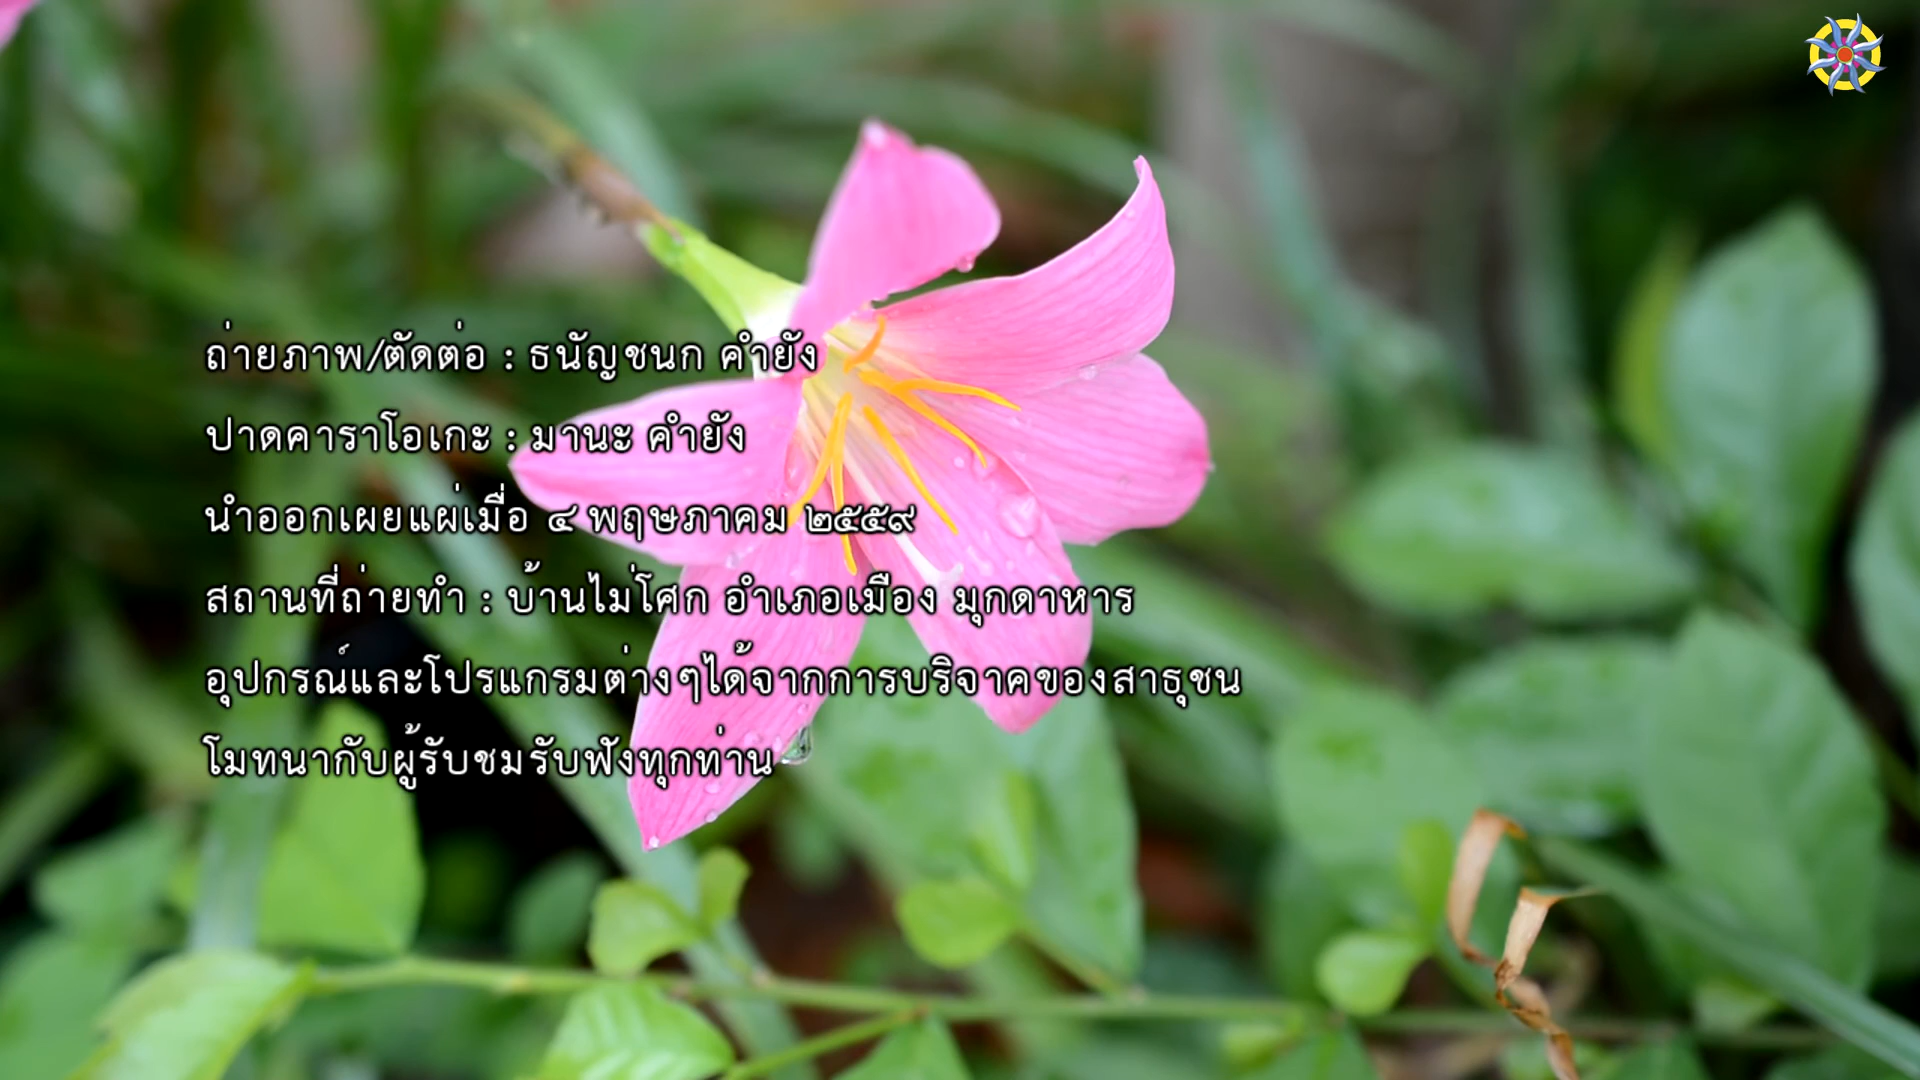 ถ่ายภาพ/ตัดต่อ : ธนัญชนก คำยัง
ปาดคาราโอเกะ : มานะ คำยัง
นำออกเผยแผ่เมื่อ ๔ พฤษภาคม ๒๕๕๙
สถานที่ถ่ายทำ : บ้านไม่โศก อำเภอเมือง มุกดาหาร
อุปกรณ์และโปรแกรมต่างๆได้จากการบริจาคของสาธุชน
โมทนากับผู้รับชมรับฟังทุกท่าน